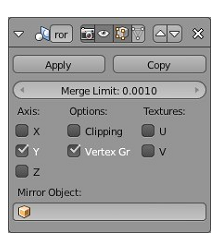 ror
Apply Copy
Merge Limit: 0.0010
Axis: Options: Textures:
X Clipping U
Y Vertex Gr V
Z
Mirror Object: